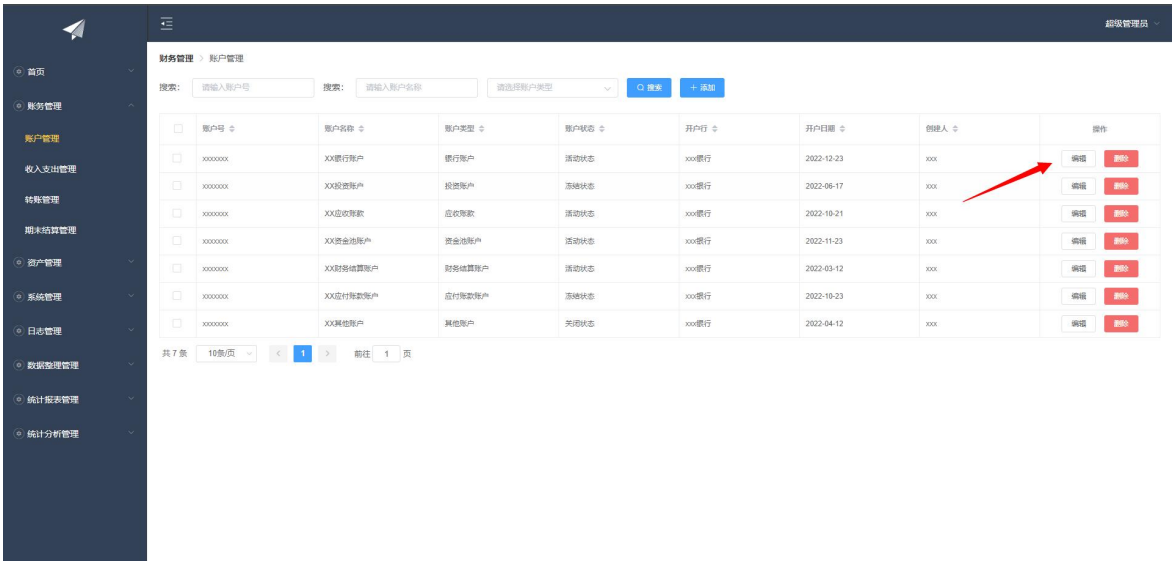 超级管理员
首页
账务管理
账户管理
收入支出管理
转账管理
期末结算管理
资产管理
系统管理
日志管理
数据整理管理
统计报表管理
统计分析管理
财务管理 > 账户管理
搜索: 请输入账户号 搜索: 请输入账户名称 请选择账户类型 搜索 + 添加
账户号 账户名称 账户类型 账户状态 开户行 开户日期 创建人 操作
xxxxxxx XX银行账户 银行账户 活动状态 xxx银行 2022-12-23 xxx 编辑 删除
xxxxxxx XX投资账户 投资账户 冻结状态 xxx银行 2022-06-17 xxx 编辑 删除
xxxxxxx XX应收账款 应收账款 活动状态 xxx银行 2022-10-21 xxx 编辑 删除
xxxxxxx XX资金池账户 资金池账户 活动状态 xxx银行 2022-11-23 xxx 编辑 删除
xxxxxxx XX财务结算账户 财务结算账户 活动状态 xxx银行 2022-03-12 xxx 编辑 删除
xxxxxxx XX应付账款账户 应付账款账户 冻结状态 xxx银行 2022-10-23 xxx 编辑 删除
xxxxxxx XX其他账户 其他账户 关闭状态 xxx银行 2022-04-12 xxx 编辑 删除
共 7 条 10条/页 < 1 > 前往 1 页